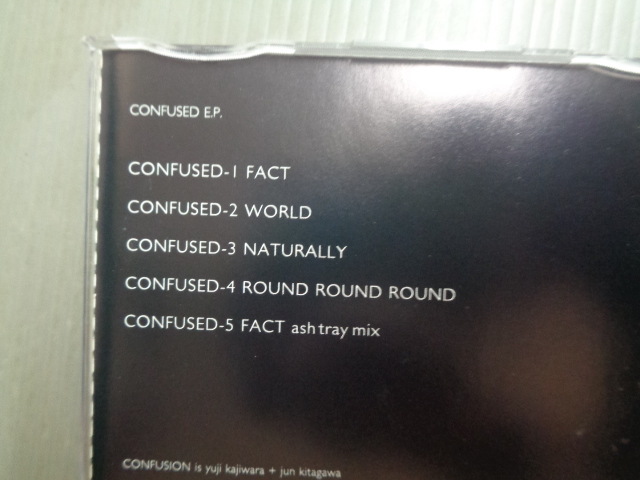 CONFUSED E.P.
CONFUSED-1 FACT
CONFUSED-2 WORLD
CONFUSED-3 NATURALLY
CONFUSED-4 ROUND ROUND ROUND
CONFUSED-5 FACT ash tray mix
CONFUSION is yuji kajiwara + jun kitagawa